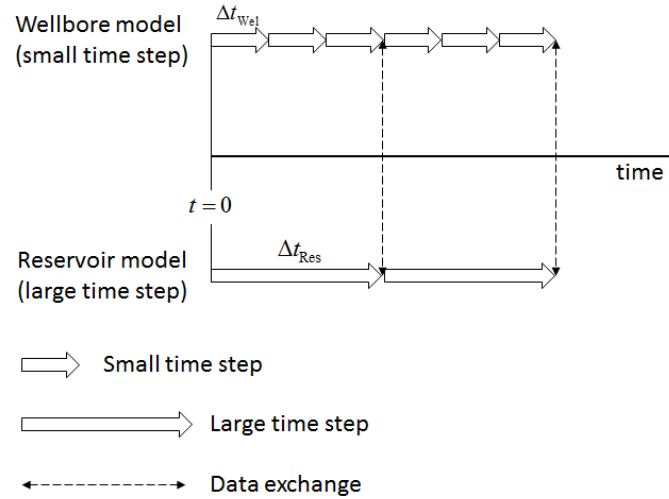 Δt_Wel
Wellbore model
(small time step)
time
t = 0
Reservoir model
(large time step)
Δt_Res
Small time step
Large time step
Data exchange